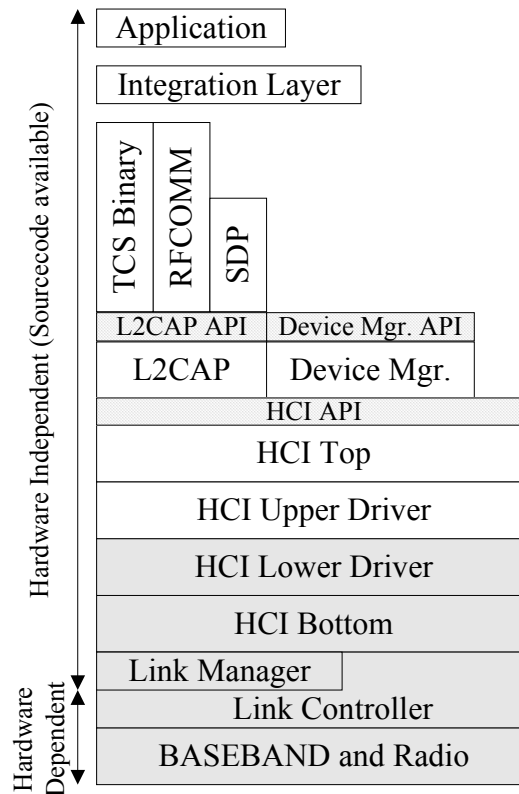 Application
Integration Layer
TCS Binary
RFCOMM
SDP
L2CAP API
Device Mgr. API
L2CAP
Device Mgr.
HCI API
HCI Top
HCI Upper Driver
HCI Lower Driver
HCI Bottom
Link Manager
Link Controller
BASEBAND and Radio
Hardware Independent (Sourcecode available)
Hardware
Dependent